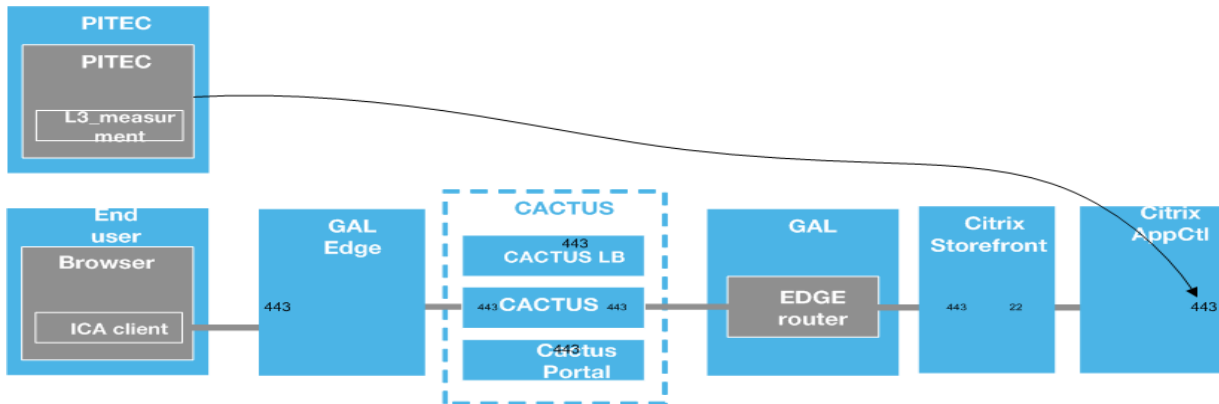 PITEC
PITEC
L3_measur
ment
End
user
Browser
ICA client
GAL
Edge
443
CACTUS
443
CACTUS LB
443
CACTUS
443
443
Cactus
Portal
GAL
EDGE
router
Citrix
Storefront
443
22
Citrix
AppCtl
443